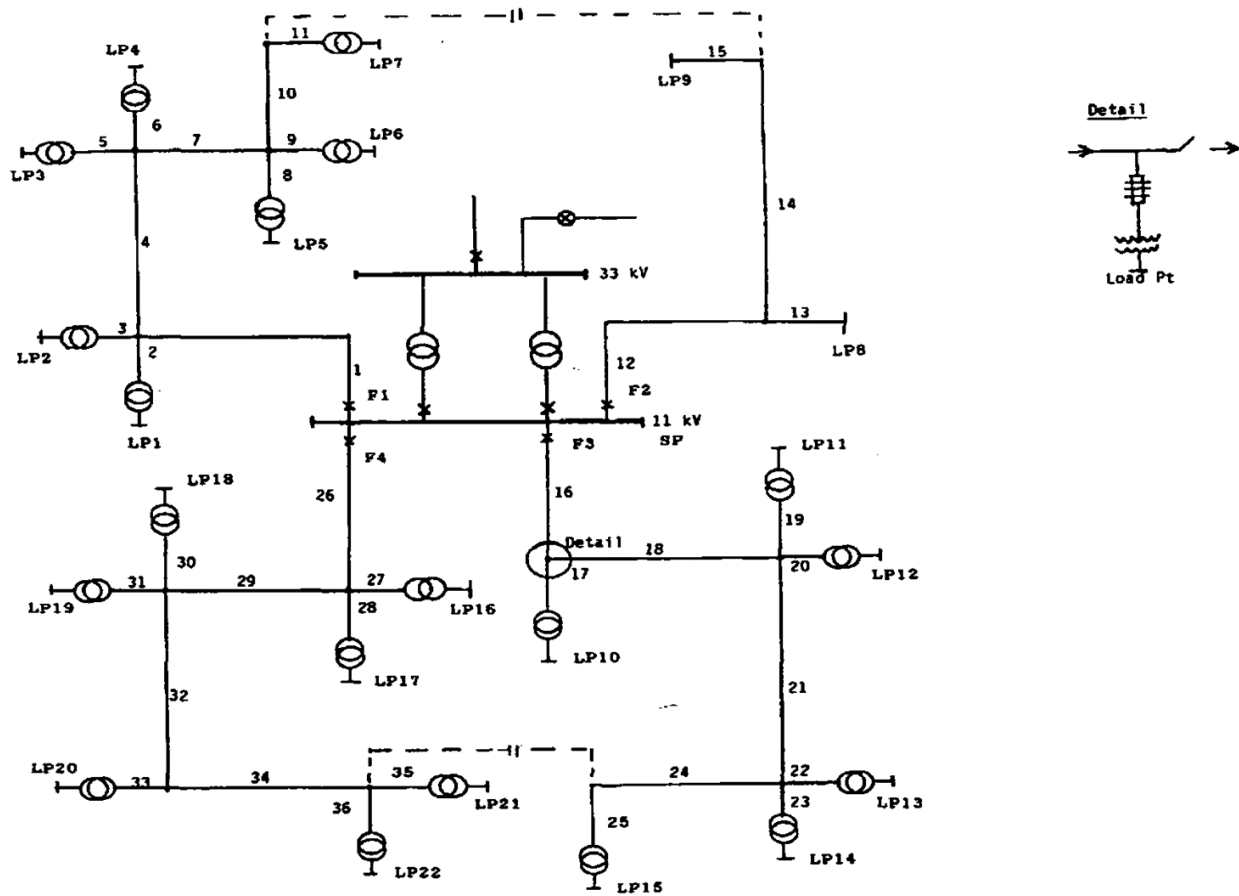 11
LP4
15
LP7
LP9
10
Detail
6
LP6
5
7
9
LP3
8
14
LP5
4
33 kV
Load Pt
3
13
LP2
2
LP8
12
1
F2
F1
11 kV
LP1
F3
SP
F4
LP11
LP18
16
26
19
Detail
18
30
17
20
31
29
27
LP12
LP19
28
LP16
LP10
LP17
21
32
LP20
35
24
22
33
34
LP21
23
LP13
36
25
LP22
LP15
LP14